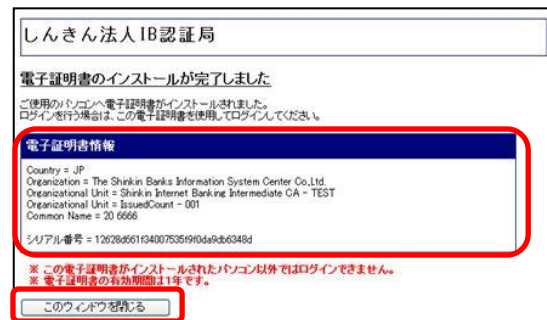 しんきん法人IB認証局
電子証明書のインストールが完了しました
ご使用のパソコンへ電子証明書がインストールされました。
ログインを行う場合は、この電子証明書を使用してログインしてください。
電子証明書情報
Country = JP
Organization = The Shinkin Banks Information System Center Co.,Ltd.
Organizational Unit = Shinkin Internet Banking Intermediate CA - TEST
Organizational Unit = IssuedCount - 001
Common Name = 20 6666
シリアル番号 = 12628d661f34007535f9f0da9db6348d
※ この電子証明書がインストールされたパソコン以外ではログインできません。
※ 電子証明書の有効期間は1年です。
このウィンドウを閉じる